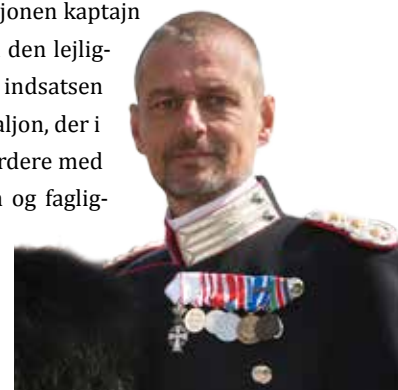 jonen kaptajn
den lejlig-
indsatsen
aljon, der i
rdere med
og faglig-